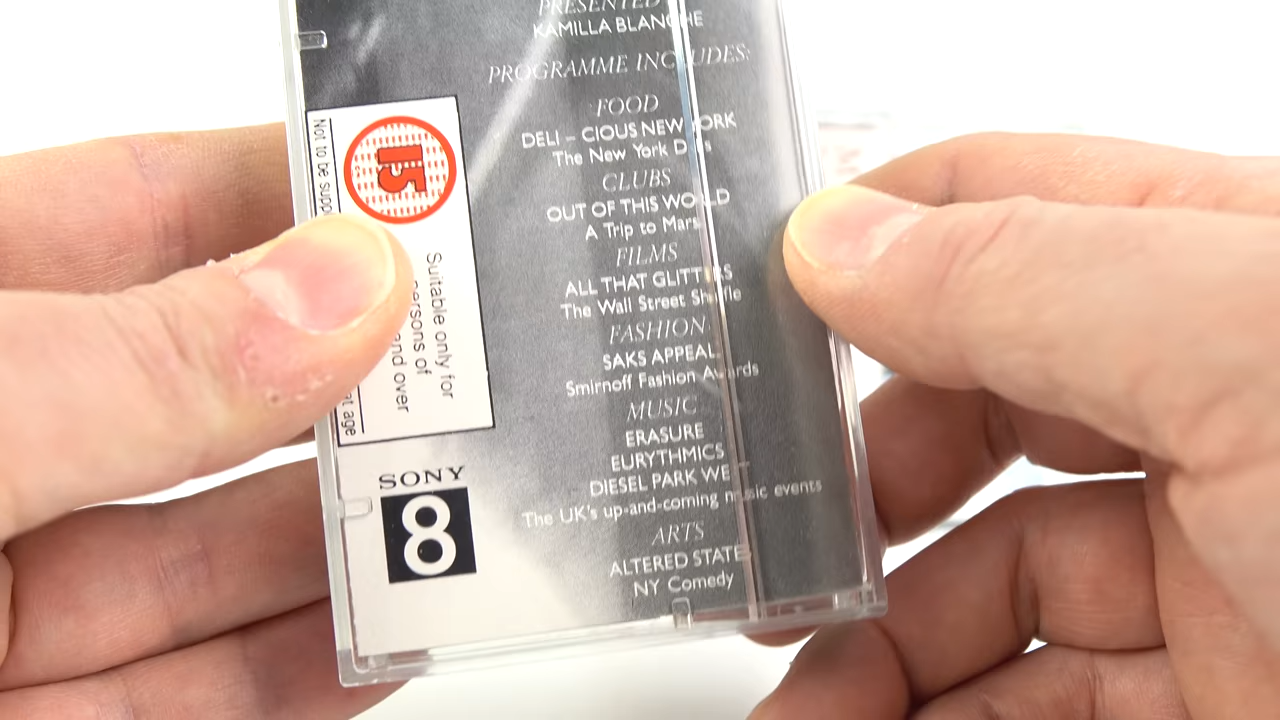 PRESENTED
KAMILLA BLANCHE
PROGRAMME INCLUDES:
FOOD
DELI – CIOUS NEW YORK
The New York
CLUBS
OUT OF THIS WORLD
A Trip to Mars
FILMS
ALL THAT GLITTERS
The Wall Street Shuffle
FASHION
SAKS APPEAL
Smirnoff Fashion Awards
MUSIC
ERASURE
EURYTHMICS
DIESEL PARK WEST
The UK's up-and-coming music events
ARTS
ALTERED STATES
NY Comedy
Not to be
15
Suitable only for
persons of
and over
age
SONY
8